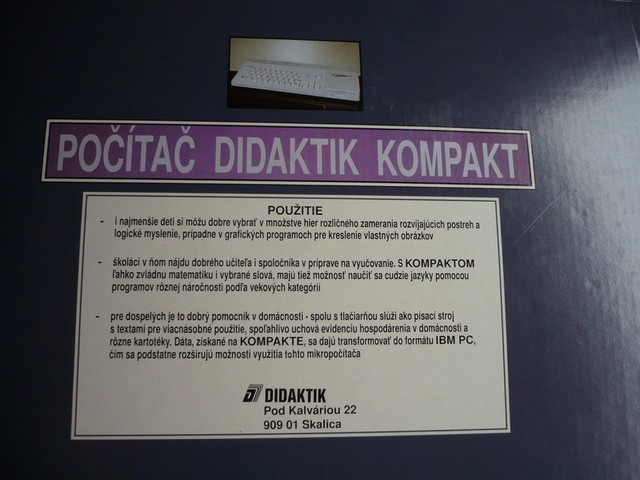 POČÍTAČ DIDAKTIK KOMPAKT
POUŽITIE
- i najmenšie deti si môžu dobre vybrať v množstve hier rozličného zamerania rozvíjajúcich postreh a
logické myslenie, prípadne v grafických programoch pre kreslenie vlastných obrázkov
- školáci v ňom nájdu dobrého učiteľa i spoločníka v príprave na vyučovanie. S KOMPAKTOM
ľahko zvládnu matematiku i vybrané slová, majú tiež možnosť naučiť sa cudzie jazyky pomocou
programov rôznej náročnosti podľa vekových kategórií
- pre dospelých je to dobrý pomocník v domácnosti - spolu s tlačiarňou slúži ako písací stroj
s textami pre viacnásobné použitie, spoľahlivo uchová evidenciu hospodárenia v domácnosti a
rôzne kartotéky. Dáta, získané na KOMPAKTE, sa dajú transformovať do formátu IBM PC,
čím sa podstatne rozširujú možnosti využitia tohto mikropočítača
DIDAKTIK
Pod Kalváriou 22
909 01 Skalica